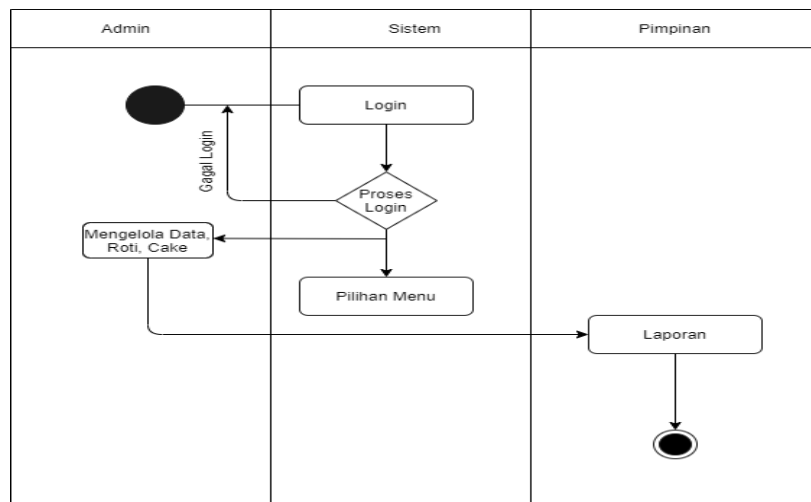 Admin
Sistem
Pimpinan
Login
Gagal Login
Proses
Login
Mengelola Data,
Roti, Cake
Pilihan Menu
Laporan